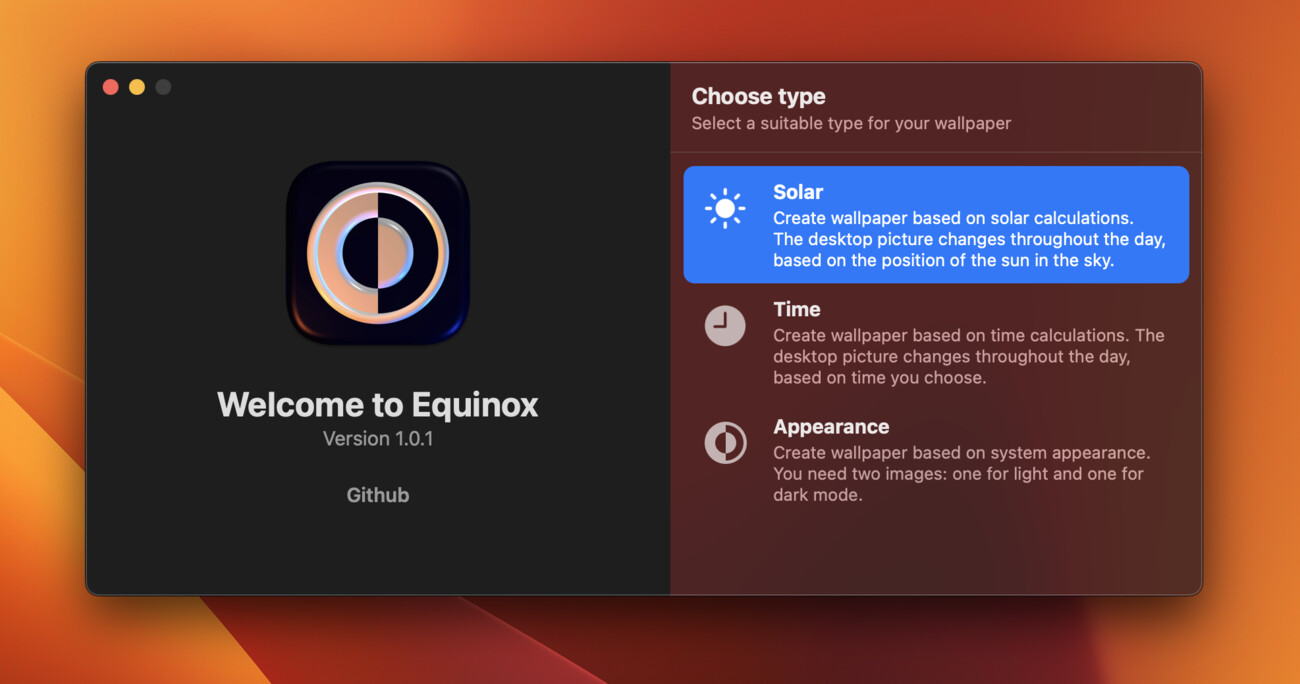 Welcome to Equinox
Version 1.0.1
Github
Choose type
Select a suitable type for your wallpaper
Solar
Create wallpaper based on solar calculations.
The desktop picture changes throughout the day,
based on the position of the sun in the sky.
Time
Create wallpaper based on time calculations. The
desktop picture changes throughout the day,
based on time you choose.
Appearance
Create wallpaper based on system appearance.
You need two images: one for light and one for
dark mode.